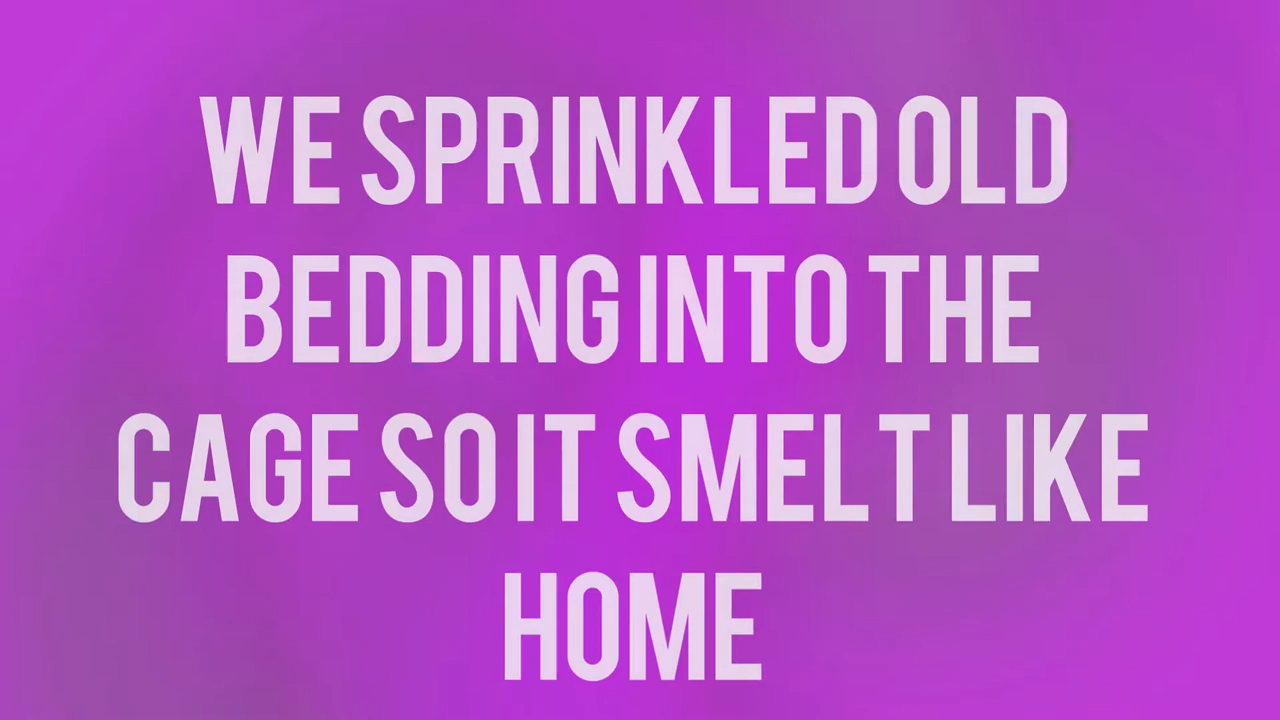 WE SPRINKLED OLD
BEDDING INTO THE
CAGE SO IT SMELT LIKE
HOME